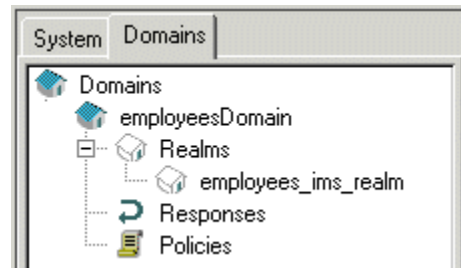 System Domains
Domains
employeesDomain
Realms
employees_ims_realm
Responses
Policies